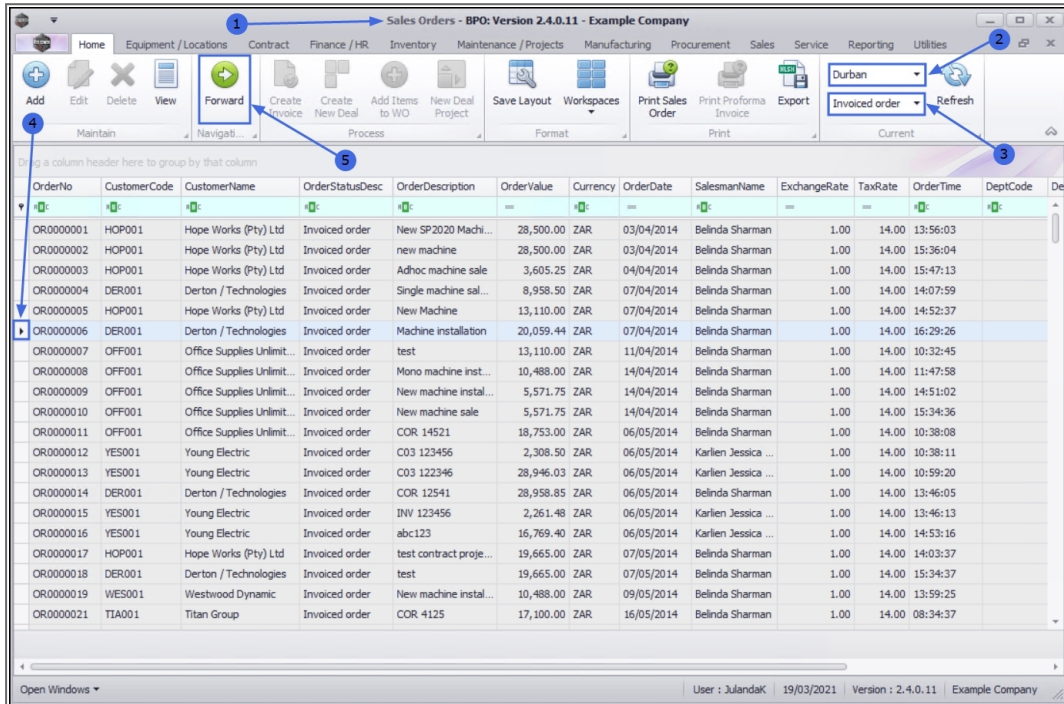 1
Sales Orders - BPO: Version 2.4.0.11 - Example Company
Home Equipment / Locations Contract Finance / HR Inventory Maintenance / Projects Manufacturing Procurement Sales Service Reporting Utilities
2
Add Edit Delete View Forward Create Invoice Create New Deal Add Items to WO New Deal Project Save Layout Workspaces Print Sales Order Print Proforma Invoice Export Durban Invoiced order Refresh
4
Maintain Navigati... Process Format Print Current
5
3
Drag a column header here to group by that column
OrderNo CustomerCode CustomerName OrderStatusDesc OrderDescription OrderValue Currency OrderDate SalesmanName ExchangeRate TaxRate OrderTime DeptCode De
OR0000001 HOP001 Hope Works (Pty) Ltd Invoiced order New SP2020 Machi... 28,500.00 ZAR 03/04/2014 Belinda Sharman 1.00 14.00 13:56:03
OR0000002 HOP001 Hope Works (Pty) Ltd Invoiced order new machine 28,500.00 ZAR 03/04/2014 Belinda Sharman 1.00 14.00 15:36:04
OR0000003 HOP001 Hope Works (Pty) Ltd Invoiced order Adhoc machine sale 3,605.25 ZAR 04/04/2014 Belinda Sharman 1.00 14.00 15:47:13
OR0000004 DER001 Derton / Technologies Invoiced order Single machine sal... 8,958.50 ZAR 07/04/2014 Belinda Sharman 1.00 14.00 14:07:59
OR0000005 HOP001 Hope Works (Pty) Ltd Invoiced order New Machine 13,110.00 ZAR 07/04/2014 Belinda Sharman 1.00 14.00 14:52:37
OR0000006 DER001 Derton / Technologies Invoiced order Machine installation 20,059.44 ZAR 07/04/2014 Belinda Sharman 1.00 14.00 16:29:26
OR0000007 OFF001 Office Supplies Unlimit... Invoiced order test 13,110.00 ZAR 11/04/2014 Belinda Sharman 1.00 14.00 10:32:45
OR0000008 OFF001 Office Supplies Unlimit... Invoiced order Mono machine inst... 10,488.00 ZAR 14/04/2014 Belinda Sharman 1.00 14.00 11:47:58
OR0000009 OFF001 Office Supplies Unlimit... Invoiced order New machine instal... 5,571.75 ZAR 14/04/2014 Belinda Sharman 1.00 14.00 14:51:02
OR0000010 OFF001 Office Supplies Unlimit... Invoiced order New machine sale 5,571.75 ZAR 14/04/2014 Belinda Sharman 1.00 14.00 15:34:36
OR0000011 OFF001 Office Supplies Unlimit... Invoiced order COR 14521 18,753.00 ZAR 06/05/2014 Belinda Sharman 1.00 14.00 10:38:08
OR0000012 YES001 Young Electric Invoiced order C03 123456 2,308.50 ZAR 06/05/2014 Karlien Jessica ... 1.00 14.00 10:38:11
OR0000013 YES001 Young Electric Invoiced order C03 122346 28,946.03 ZAR 06/05/2014 Karlien Jessica ... 1.00 14.00 10:59:20
OR0000014 DER001 Derton / Technologies Invoiced order COR 12541 28,958.85 ZAR 06/05/2014 Belinda Sharman 1.00 14.00 13:46:05
OR0000015 YES001 Young Electric Invoiced order INV 123456 2,261.48 ZAR 06/05/2014 Karlien Jessica ... 1.00 14.00 13:46:13
OR0000016 YES001 Young Electric Invoiced order abc123 16,769.40 ZAR 06/05/2014 Karlien Jessica ... 1.00 14.00 14:53:16
OR0000017 HOP001 Hope Works (Pty) Ltd Invoiced order test contract proje... 19,665.00 ZAR 07/05/2014 Belinda Sharman 1.00 14.00 14:03:37
OR0000018 DER001 Derton / Technologies Invoiced order test 19,665.00 ZAR 07/05/2014 Belinda Sharman 1.00 14.00 15:34:37
OR0000019 WES001 Westwood Dynamic Invoiced order New machine instal... 10,488.00 ZAR 09/05/2014 Belinda Sharman 1.00 14.00 13:59:25
OR0000021 TIA001 Titan Group Invoiced order COR 4125 17,100.00 ZAR 16/05/2014 Belinda Sharman 1.00 14.00 08:34:37
Open Windows User : JulandaK 19/03/2021 Version : 2.4.0.11 Example Company